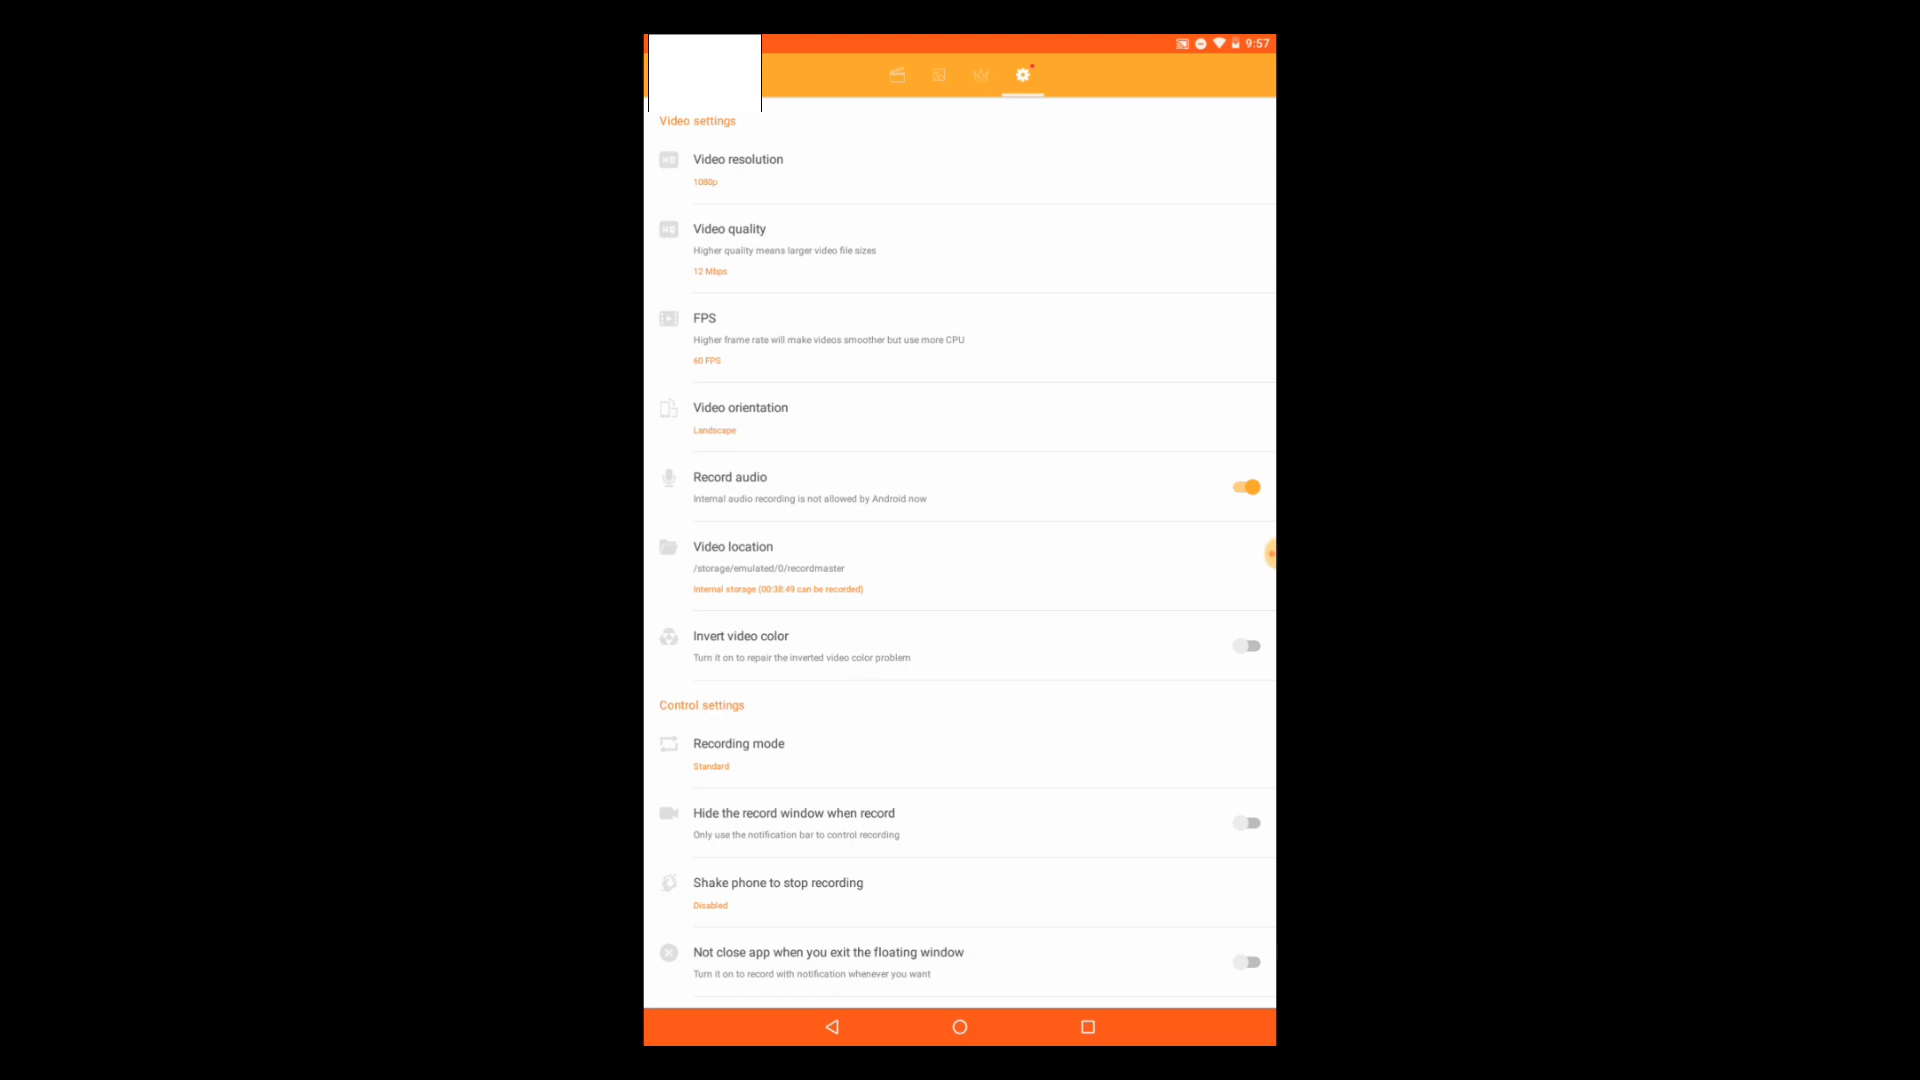 9:57
Video settings
Video resolution
1080p
Video quality
Higher quality means larger video file sizes
12 Mbps
FPS
Higher frame rate will make videos smoother but use more CPU
60 FPS
Video orientation
Landscape
Record audio
Internal audio recording is not allowed by Android now
Video location
/storage/emulated/0/recordmaster
Internal storage (00:38:49 can be recorded)
Invert video color
Turn it on to repair the inverted video color problem
Control settings
Recording mode
Standard
Hide the record window when record
Only use the notification bar to control recording
Shake phone to stop recording
Disabled
Not close app when you exit the floating window
Turn it on to record with notification whenever you want